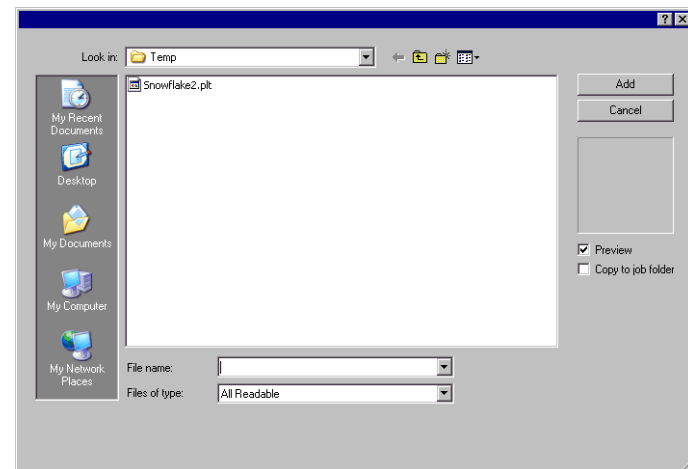 Look in:
Temp
Snowflake2.plt
My Recent
Documents
Desktop
My Documents
My Computer
My Network
Places
Add
Cancel
Preview
Copy to job folder
File name:
Files of type:
All Readable